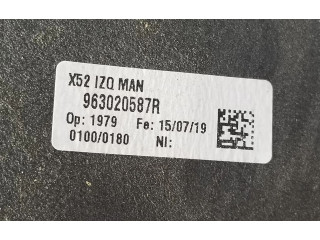 X52 IZQ MAN
963020587R
Op: 1979 Fe: 15/07/19
0100/0180 NI: